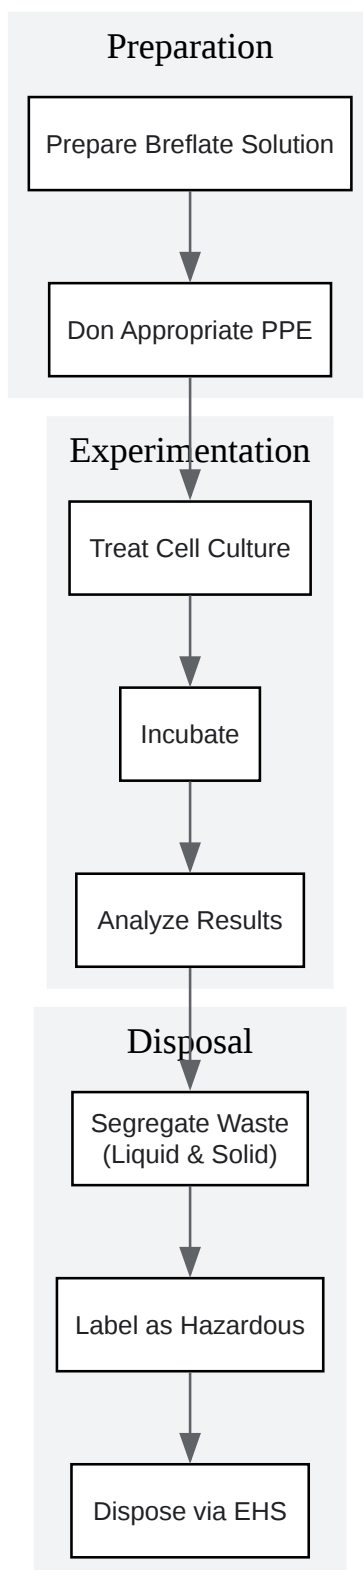 Preparation
Prepare Breflate Solution
Don Appropriate PPE
Experimentation
Treat Cell Culture
Incubate
Analyze Results
Disposal
Segregate Waste
(Liquid & Solid)
Label as Hazardous
Dispose via EHS